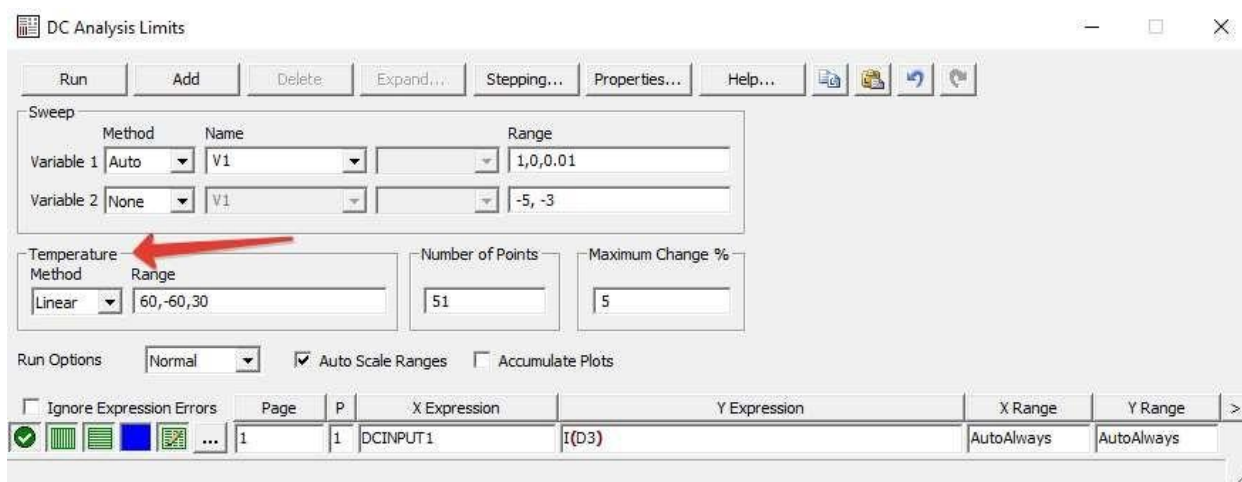 DC Analysis Limits
Run Add Delete Expand... Stepping... Properties... Help...
Sweep
Method Name Range
Variable 1 Auto V1 1,0,0.01
Variable 2 None V1 -5, -3
Temperature Number of Points Maximum Change %
Method Range
Linear 60,-60,30 51 5
Run Options Normal Auto Scale Ranges Accumulate Plots
Ignore Expression Errors Page P X Expression Y Expression X Range Y Range >
... 1 1 DCINPUT1 I(D3) AutoAlways AutoAlways